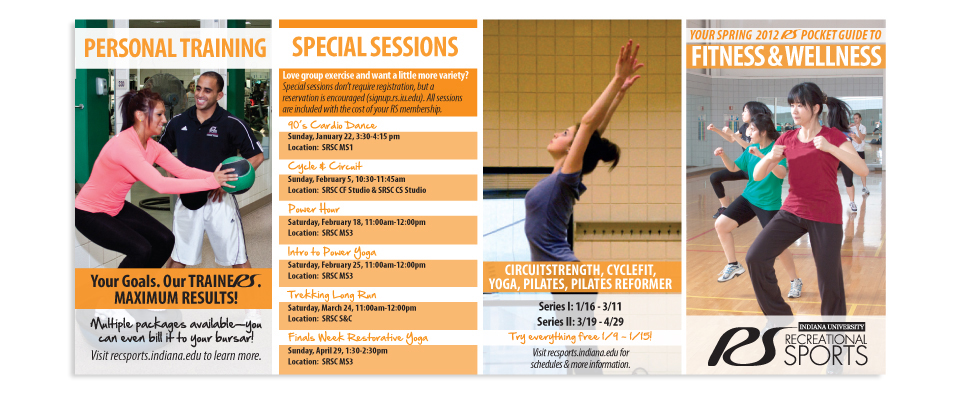 PERSONAL TRAINING
Your Goals. Our TRAINERS.
MAXIMUM RESULTS!
Multiple packages available—you
can even bill it to your bursar!
Visit recsports.indiana.edu to learn more.
SPECIAL SESSIONS
Love group exercise and want a little more variety?
Special sessions don't require registration, but a
reservation is encouraged (signup.rs.iu.edu). All sessions
are included with the cost of your RS membership.
90's Cardio Dance
Sunday, January 22, 3:30-4:15 pm
Location: SRSC MS1
Cycle & Circuit
Sunday, February 5, 10:30-11:45am
Location: SRSC CF Studio & SRSC CS Studio
Power Hour
Saturday, February 18, 11:00am-12:00pm
Location: SRSC MS3
Intro to Power Yoga
Saturday, February 25, 11:00am-12:00pm
Location: SRSC MS3
Trekking Long Run
Saturday, March 24, 11:00am-12:00pm
Location: SRSC S&C
Finals Week Restorative Yoga
Sunday, April 29, 1:30-2:30pm
Location: SRSC MS3
CIRCUITSTRENGTH, CYCLEFIT,
YOGA, PILATES, PILATES REFORMER
Series I: 1/16 - 3/11
Series II: 3/19 - 4/29
Try everything free 1/9 - 1/15!
Visit recsports.indiana.edu for
schedules & more information.
YOUR SPRING 2012 RS POCKET GUIDE TO
FITNESS & WELLNESS
RS
INDIANA UNIVERSITY
RECREATIONAL
SPORTS